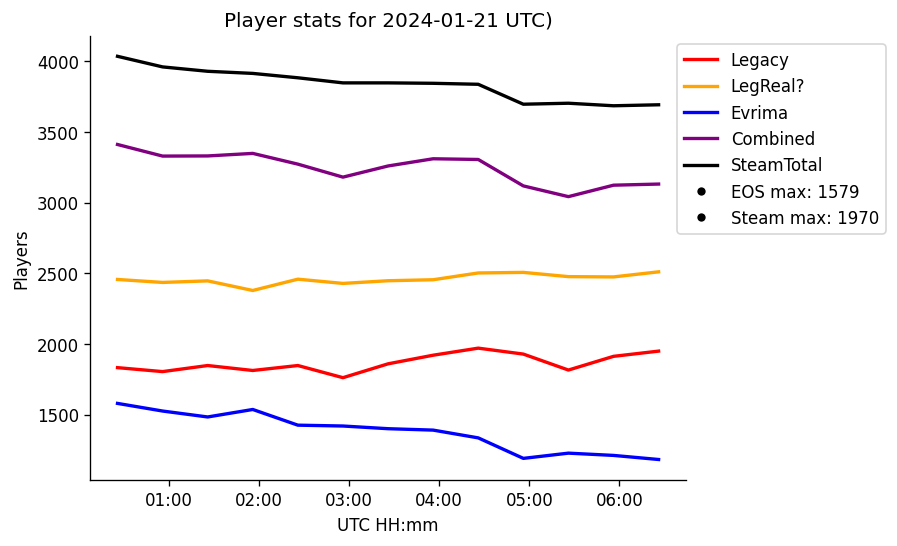 Player stats for 2024-01-21 UTC)
4000
3500
3000
2500
2000
1500
Players
01:00 02:00 03:00 04:00 05:00 06:00
UTC HH:mm
Legacy
LegReal?
Evrima
Combined
SteamTotal
EOS max: 1579
Steam max: 1970